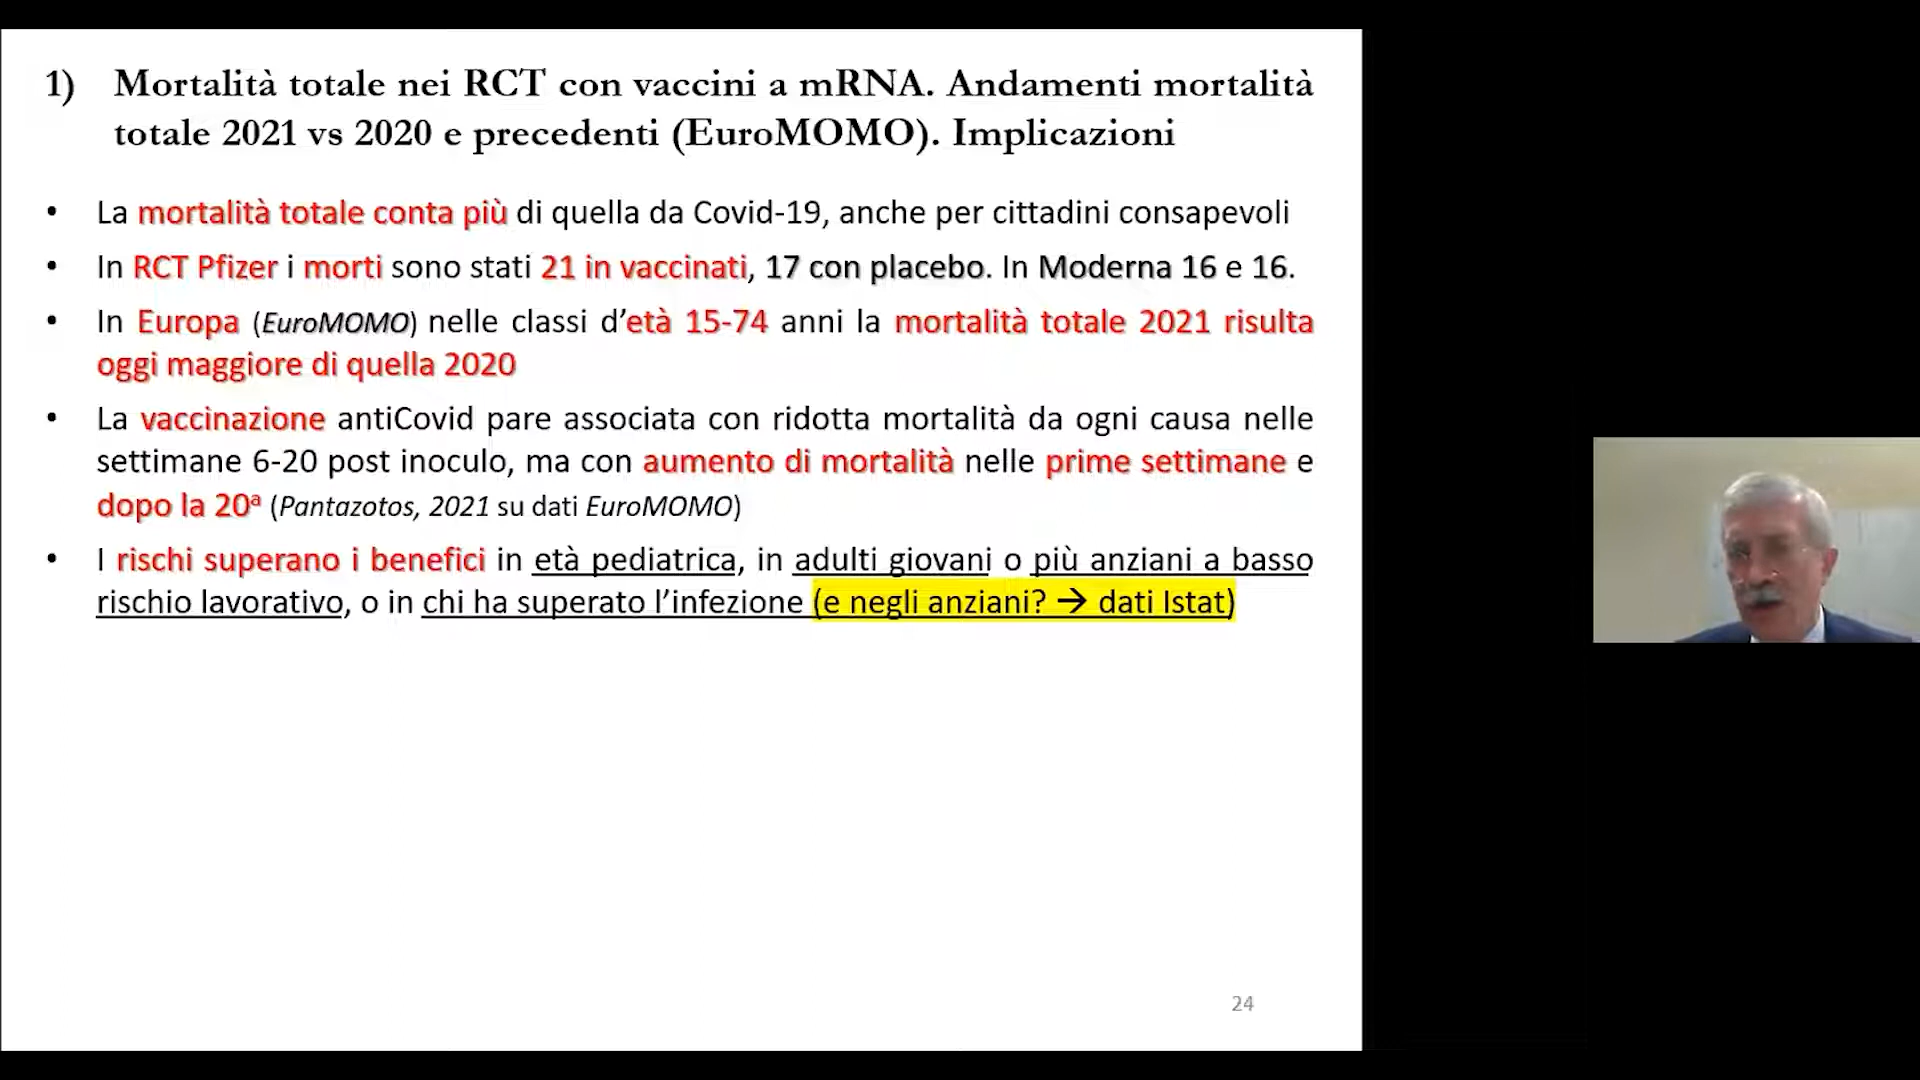 1) Mortalità totale nei RCT con vaccini a mRNA. Andamenti mortalità
totale 2021 vs 2020 e precedenti (EuroMOMO). Implicazioni
• La mortalità totale conta più di quella da Covid-19, anche per cittadini consapevoli
• In RCT Pfizer i morti sono stati 21 in vaccinati, 17 con placebo. In Moderna 16 e 16.
• In Europa (EuroMOMO) nelle classi d’età 15-74 anni la mortalità totale 2021 risulta
oggi maggiore di quella 2020
• La vaccinazione antiCovid pare associata con ridotta mortalità da ogni causa nelle
settimane 6-20 post inoculo, ma con aumento di mortalità nelle prime settimane e
dopo la 20ª (Pantazotos, 2021 su dati EuroMOMO)
• I rischi superano i benefici in età pediatrica, in adulti giovani o più anziani a basso
rischio lavorativo, o in chi ha superato l’infezione (e negli anziani? → dati Istat)
24